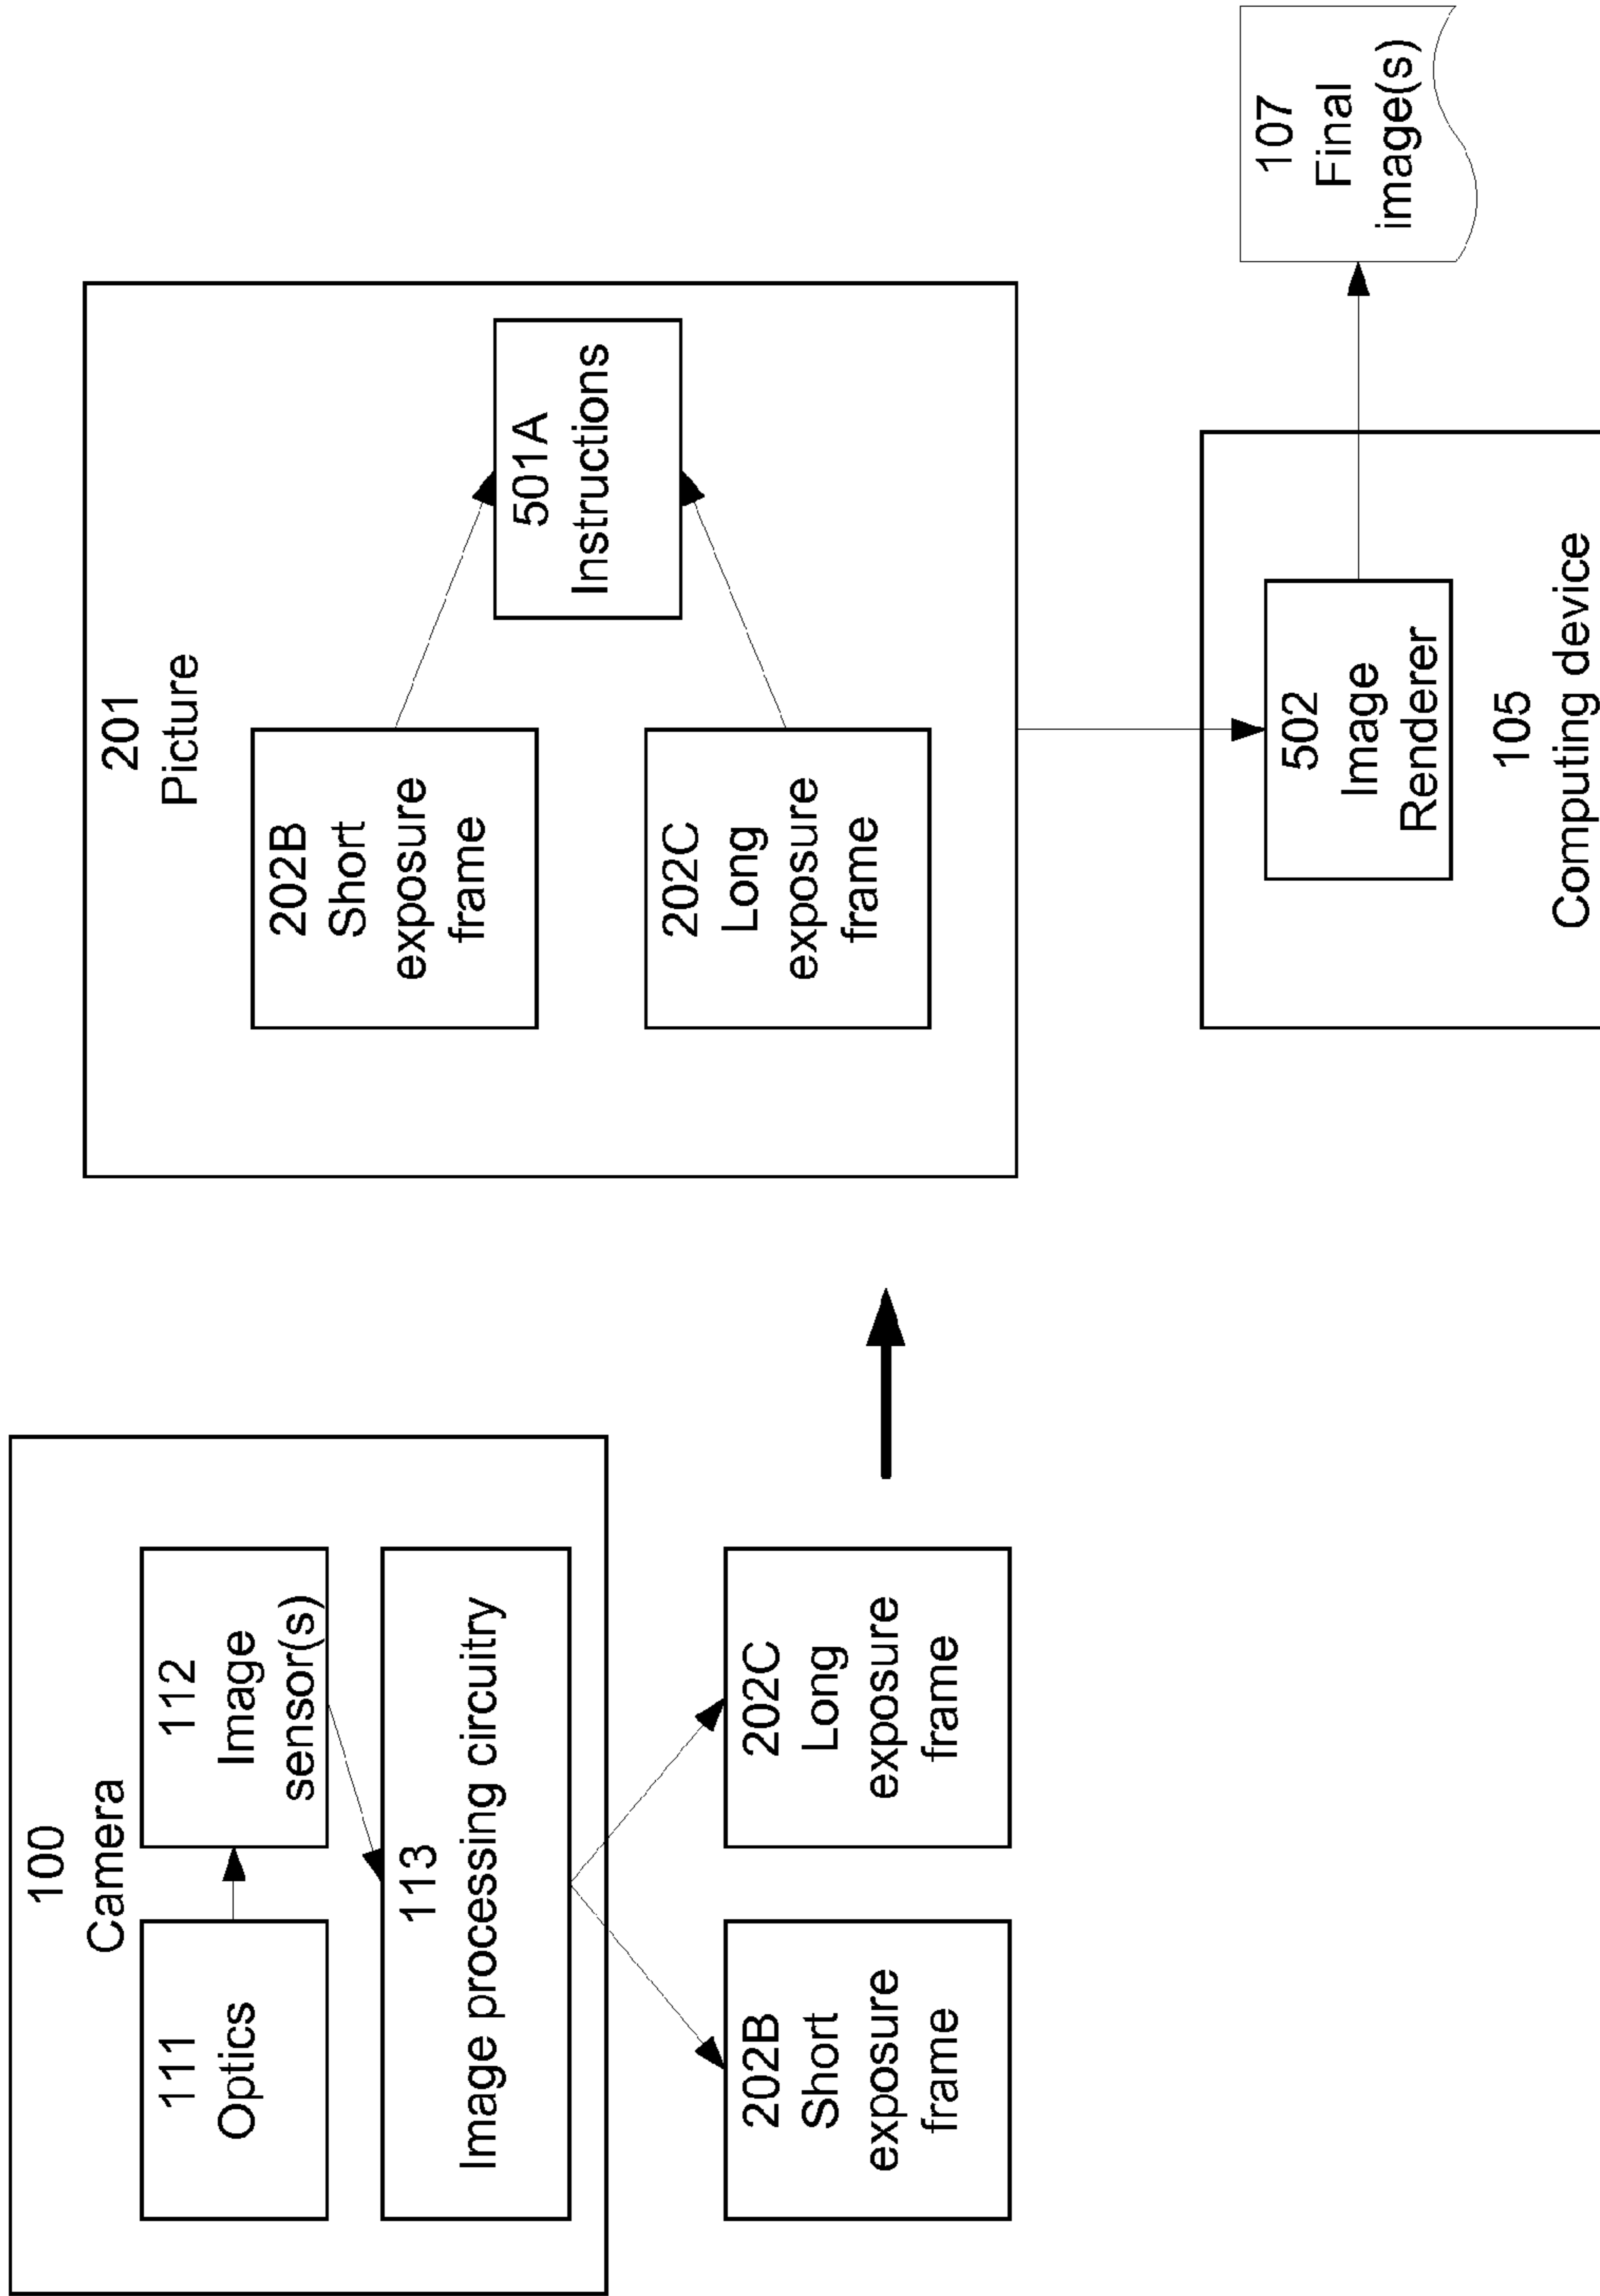 100
Camera
111
Optics
112
Image
sensor(s)
113
Image processing circuitry
202B
Short
exposure
frame
202C
Long
exposure
frame
201
Picture
202B
Short
exposure
frame
202C
Long
exposure
frame
501A
Instructions
502
Image
Renderer
105
Computing device
107
Final
image(s)